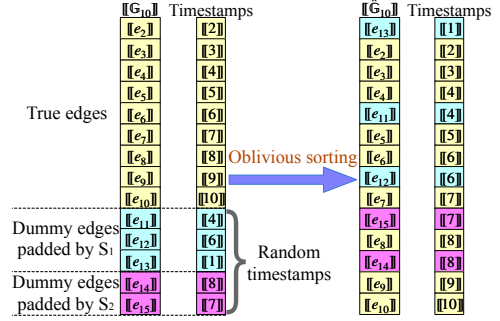 ⟦𝔾₁₀⟧ Timestamps
⟦e₂⟧ ⟦2⟧
⟦e₃⟧ ⟦3⟧
⟦e₄⟧ ⟦4⟧
⟦e₅⟧ ⟦5⟧
⟦e₆⟧ ⟦6⟧
⟦e₇⟧ ⟦7⟧
⟦e₈⟧ ⟦8⟧
⟦e₉⟧ ⟦9⟧
⟦e₁₀⟧ ⟦10⟧
⟦e₁₁⟧ ⟦4⟧
⟦e₁₂⟧ ⟦6⟧
⟦e₁₃⟧ ⟦1⟧
⟦e₁₄⟧ ⟦8⟧
⟦e₁₅⟧ ⟦7⟧
True edges
Dummy edges
padded by S₁
Dummy edges
padded by S₂
Random
timestamps
Oblivious sorting
⟦𝔾̂₁₀⟧ Timestamps
⟦e₁₃⟧ ⟦1⟧
⟦e₂⟧ ⟦2⟧
⟦e₃⟧ ⟦3⟧
⟦e₄⟧ ⟦4⟧
⟦e₁₁⟧ ⟦4⟧
⟦e₅⟧ ⟦5⟧
⟦e₆⟧ ⟦6⟧
⟦e₁₂⟧ ⟦6⟧
⟦e₇⟧ ⟦7⟧
⟦e₁₅⟧ ⟦7⟧
⟦e₈⟧ ⟦8⟧
⟦e₁₄⟧ ⟦8⟧
⟦e₉⟧ ⟦9⟧
⟦e₁₀⟧ ⟦10⟧